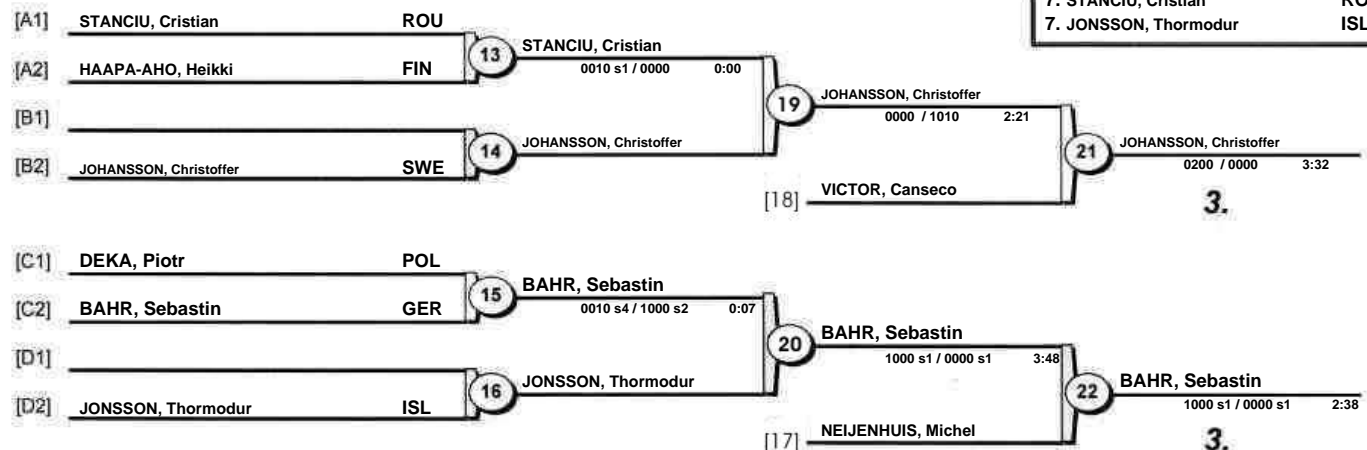 7. STANCIU, Cristian RO
7. JONSSON, Thormodur ISL
[A1] STANCIU, Cristian ROU
13 STANCIU, Cristian
0010 s1 / 0000 0:00
[A2] HAAPA-AHO, Heikki FIN
19 JOHANSSON, Christoffer
0000 / 1010 2:21
[B1]
14 JOHANSSON, Christoffer
21 JOHANSSON, Christoffer
0200 / 0000 3:32
[B2] JOHANSSON, Christoffer SWE
[18] VICTOR, Canseco
3.
[C1] DEKA, Piotr POL
15 BAHR, Sebastin
0010 s4 / 1000 s2 0:07
[C2] BAHR, Sebastin GER
20 BAHR, Sebastin
1000 s1 / 0000 s1 3:48
[D1]
16 JONSSON, Thormodur
22 BAHR, Sebastin
1000 s1 / 0000 s1 2:38
[D2] JONSSON, Thormodur ISL
[17] NEIJENHUIS, Michel
3.